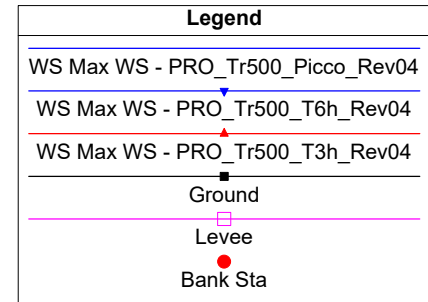 Legend
WS Max WS - PRO_Tr500_Picco_Rev04
WS Max WS - PRO_Tr500_T6h_Rev04
WS Max WS - PRO_Tr500_T3h_Rev04
Ground
Levee
Bank Sta